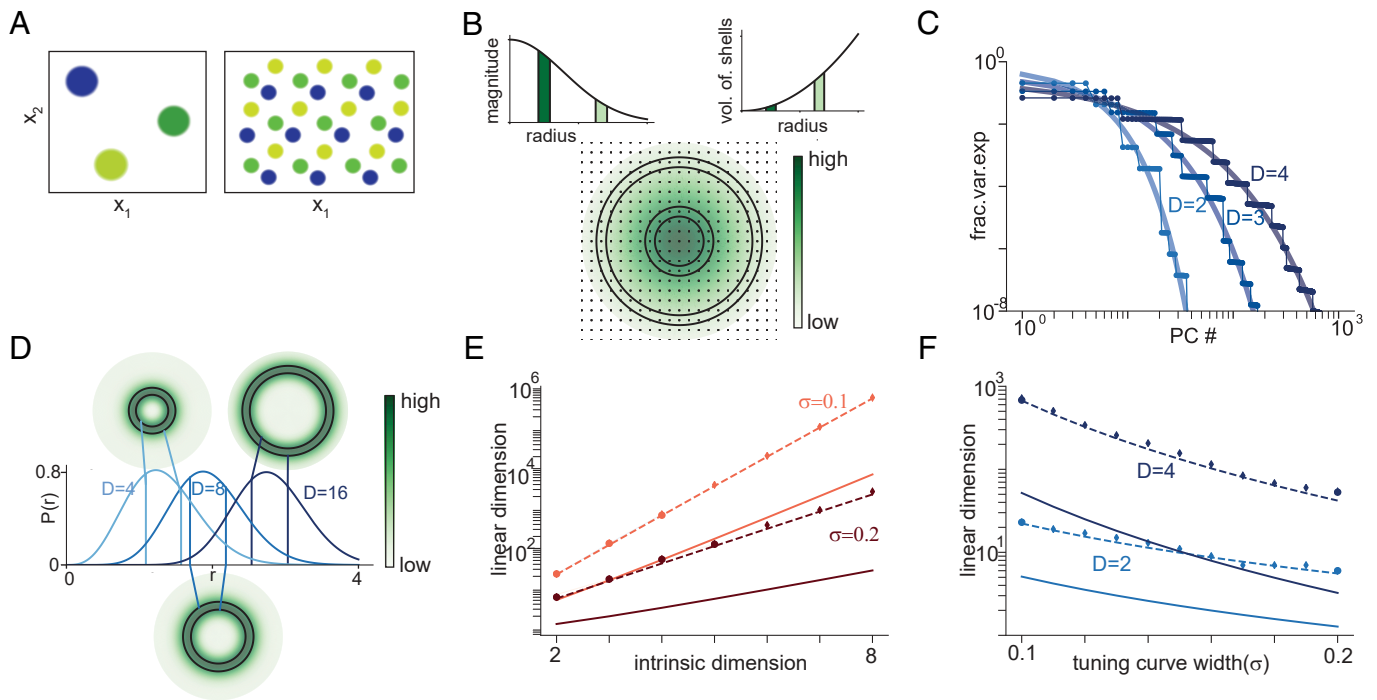 A
x2
x1
x1
B
magnitude
radius
vol. of. shells
radius
high
low
C
10^0
frac.var.exp
D=4
D=2
D=3
10^-8
10^0
PC #
10^3
D
high
low
0.8
P(r)
0
D=4
D=8
D=16
0
r
4
E
10^6
10^4
10^2
linear dimension
σ=0.1
σ=0.2
2
intrinsic dimension
8
F
10^3
10^1
linear dimension
D=4
D=2
0.1
tuning curve width(σ)
0.2